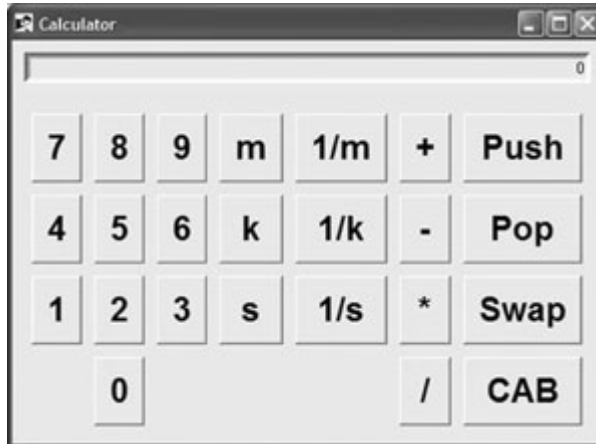 Calculator
0
7 8 9 m 1/m + Push
4 5 6 k 1/k - Pop
1 2 3 s 1/s * Swap
0 / CAB